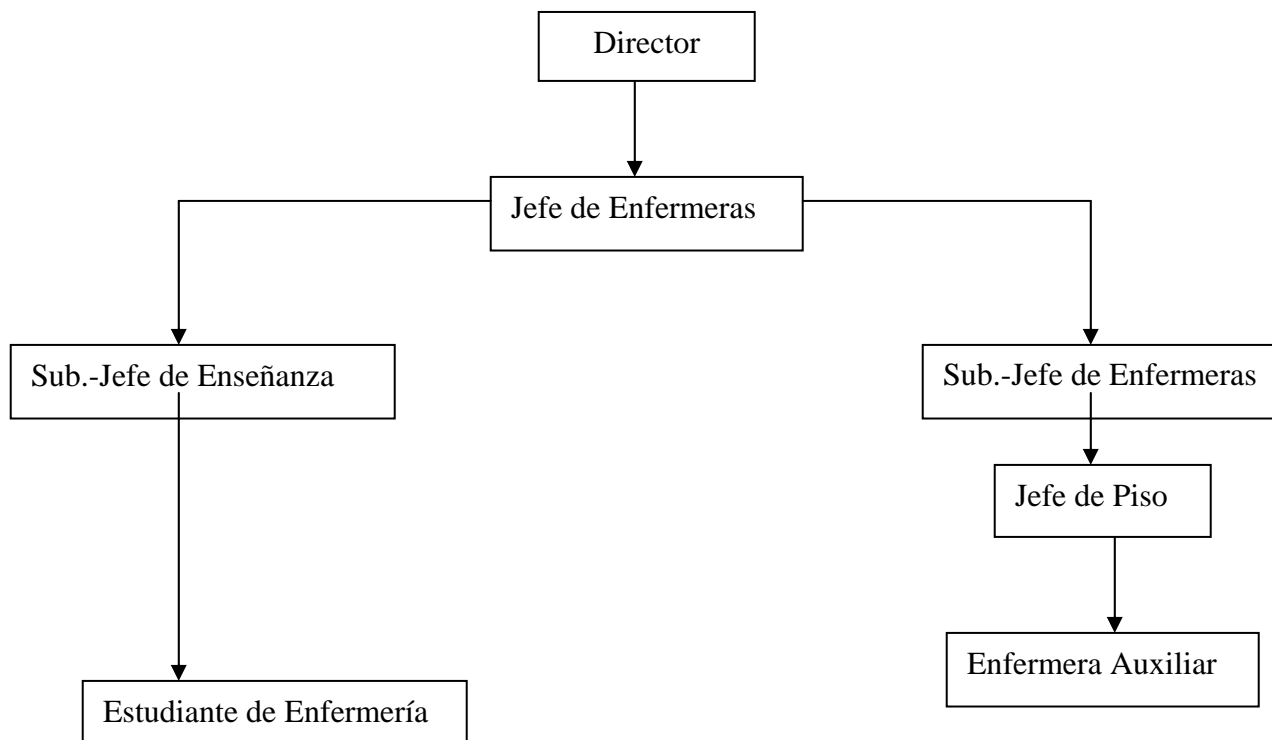 Director
Jefe de Enfermeras
Sub.-Jefe de Enseñanza
Sub.-Jefe de Enfermeras
Jefe de Piso
Enfermera Auxiliar
Estudiante de Enfermería